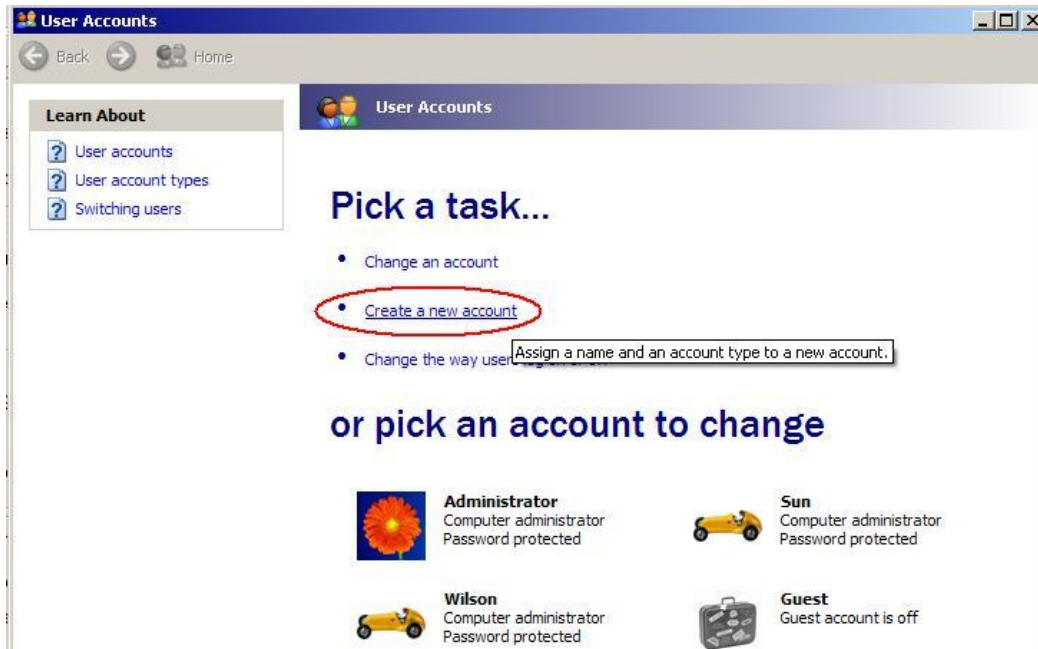 User Accounts
Back
Home
Learn About
User accounts
User account types
Switching users
User Accounts
Pick a task...
Change an account
Create a new account
Assign a name and an account type to a new account.
Change the way users
or pick an account to change
Administrator
Computer administrator
Password protected
Sun
Computer administrator
Password protected
Wilson
Computer administrator
Password protected
Guest
Guest account is off